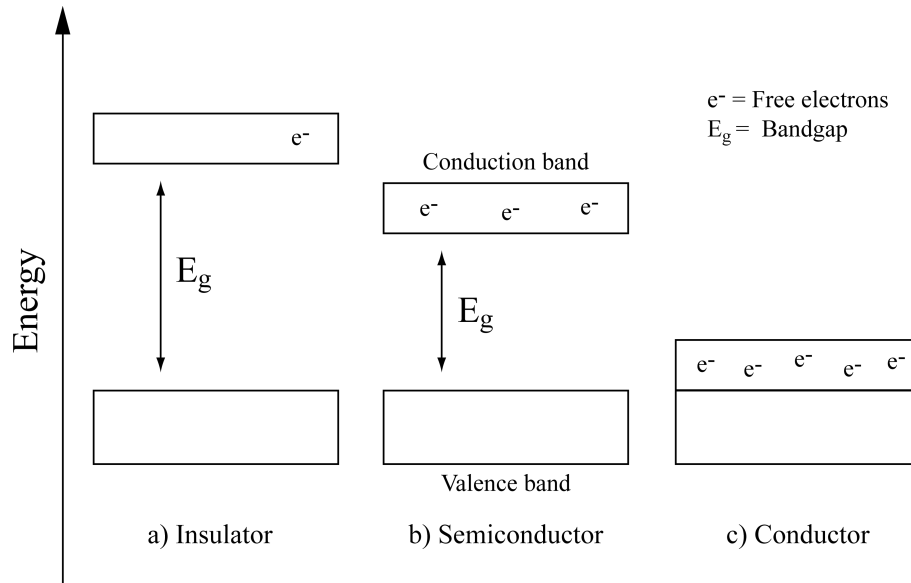 e⁻ = Free electrons
E_g = Bandgap
e⁻
Conduction band
e⁻ e⁻ e⁻
Energy
E_g
E_g
e⁻ e⁻ e⁻ e⁻ e⁻
Valence band
a) Insulator
b) Semiconductor
c) Conductor